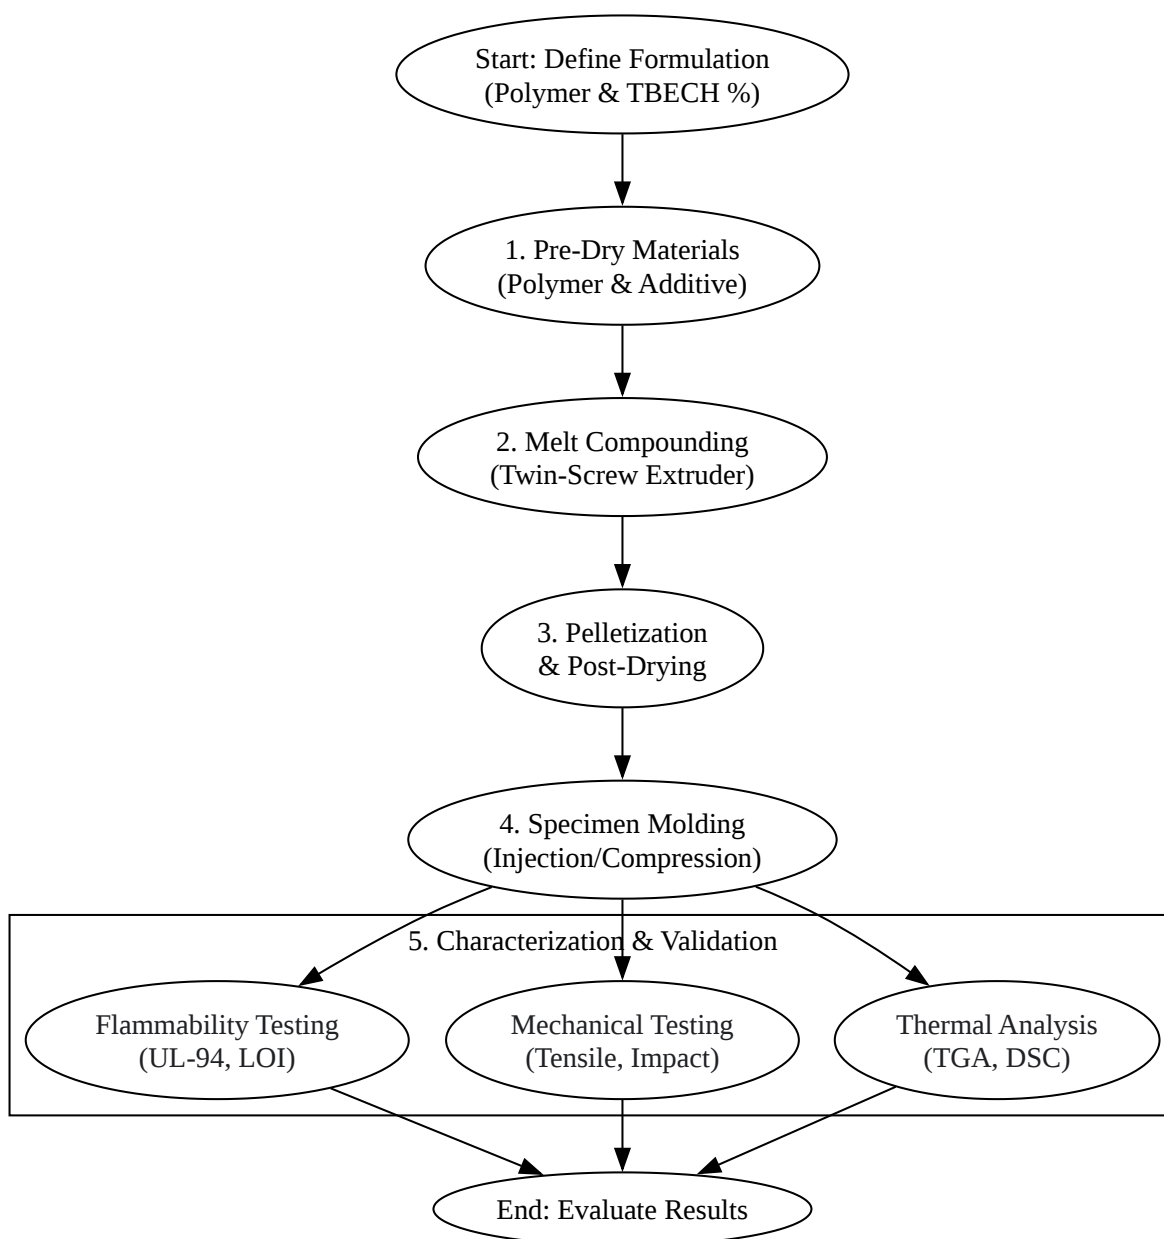 Start: Define Formulation
(Polymer & TBECH %)
1. Pre-Dry Materials
(Polymer & Additive)
2. Melt Compounding
(Twin-Screw Extruder)
3. Pelletization
& Post-Drying
4. Specimen Molding
(Injection/Compression)
5. Characterization & Validation
Flammability Testing
(UL-94, LOI)
Mechanical Testing
(Tensile, Impact)
Thermal Analysis
(TGA, DSC)
End: Evaluate Results